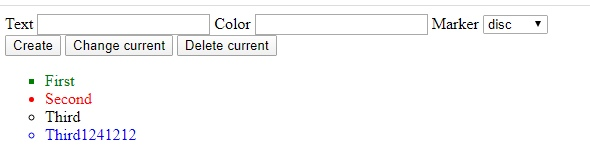 Text Color Marker disc
Create Change current Delete current
First
Second
Third
Third1241212